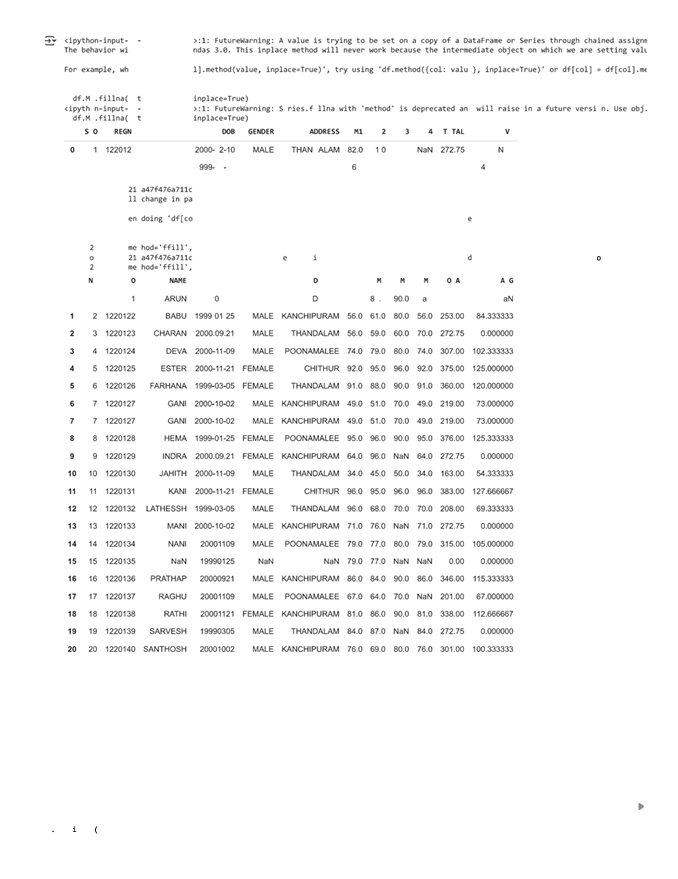 <ipython-input- - >:1: FutureWarning: A value is trying to be set on a copy of a DataFrame or Series through chained assignm
The behavior wi ndas 3.0. This inplace method will never work because the intermediate object on which we are setting valu
For example, wh l].method(value, inplace=True)', try using 'df.method({col: valu }, inplace=True)' or df[col] = df[col].me
df.M .fillna( t inplace=True)
<ipyth n-input- - >:1: FutureWarning: S ries.f llna with 'method' is deprecated an  will raise in a future versi n. Use obj.
df.M .fillna( t inplace=True)
S O REGN DOB GENDER ADDRESS M1 2 3 4 T TAL V
0 1 122012 2000- 2-10 MALE THAN ALAM 82.0 1 0 NaN 272.75 N
999- - 6 4
21 a47f476a711c
ll change in pa
en doing 'df[co e
2 me hod='ffill',
o 21 a47f476a711c e i d o
2 me hod='ffill',
N O NAME D M M M O A A G
1 ARUN 0 D 8 . 90.0 a aN
1 2 1220122 BABU 1999 01 25 MALE KANCHIPURAM 56.0 61.0 80.0 56.0 253.00 84.333333
2 3 1220123 CHARAN 2000.09.21 MALE THANDALAM 56.0 59.0 60.0 70.0 272.75 0.000000
3 4 1220124 DEVA 2000-11-09 MALE POONAMALEE 74.0 79.0 80.0 74.0 307.00 102.333333
4 5 1220125 ESTER 2000-11-21 FEMALE CHITHUR 92.0 95.0 96.0 92.0 375.00 125.000000
5 6 1220126 FARHANA 1999-03-05 FEMALE THANDALAM 91.0 88.0 90.0 91.0 360.00 120.000000
6 7 1220127 GANI 2000-10-02 MALE KANCHIPURAM 49.0 51.0 70.0 49.0 219.00 73.000000
7 7 1220127 GANI 2000-10-02 MALE KANCHIPURAM 49.0 51.0 70.0 49.0 219.00 73.000000
8 8 1220128 HEMA 1999-01-25 FEMALE POONAMALEE 95.0 96.0 90.0 95.0 376.00 125.333333
9 9 1220129 INDRA 2000.09.21 FEMALE KANCHIPURAM 64.0 96.0 NaN 64.0 272.75 0.000000
10 10 1220130 JAHITH 2000-11-09 MALE THANDALAM 34.0 45.0 50.0 34.0 163.00 54.333333
11 11 1220131 KANI 2000-11-21 FEMALE CHITHUR 96.0 95.0 96.0 96.0 383.00 127.666667
12 12 1220132 LATHESSH 1999-03-05 MALE THANDALAM 96.0 68.0 70.0 70.0 208.00 69.333333
13 13 1220133 MANI 2000-10-02 MALE KANCHIPURAM 71.0 76.0 NaN 71.0 272.75 0.000000
14 14 1220134 NANI 20001109 MALE POONAMALEE 79.0 77.0 80.0 79.0 315.00 105.000000
15 15 1220135 NaN 19990125 NaN NaN 79.0 77.0 NaN NaN 0.00 0.000000
16 16 1220136 PRATHAP 20000921 MALE KANCHIPURAM 86.0 84.0 90.0 86.0 346.00 115.333333
17 17 1220137 RAGHU 20001109 MALE POONAMALEE 67.0 64.0 70.0 NaN 201.00 67.000000
18 18 1220138 RATHI 20001121 FEMALE KANCHIPURAM 81.0 86.0 90.0 81.0 338.00 112.666667
19 19 1220139 SARVESH 19990305 MALE THANDALAM 84.0 87.0 NaN 84.0 272.75 0.000000
20 20 1220140 SANTHOSH 20001002 MALE KANCHIPURAM 76.0 69.0 80.0 76.0 301.00 100.333333
. i (